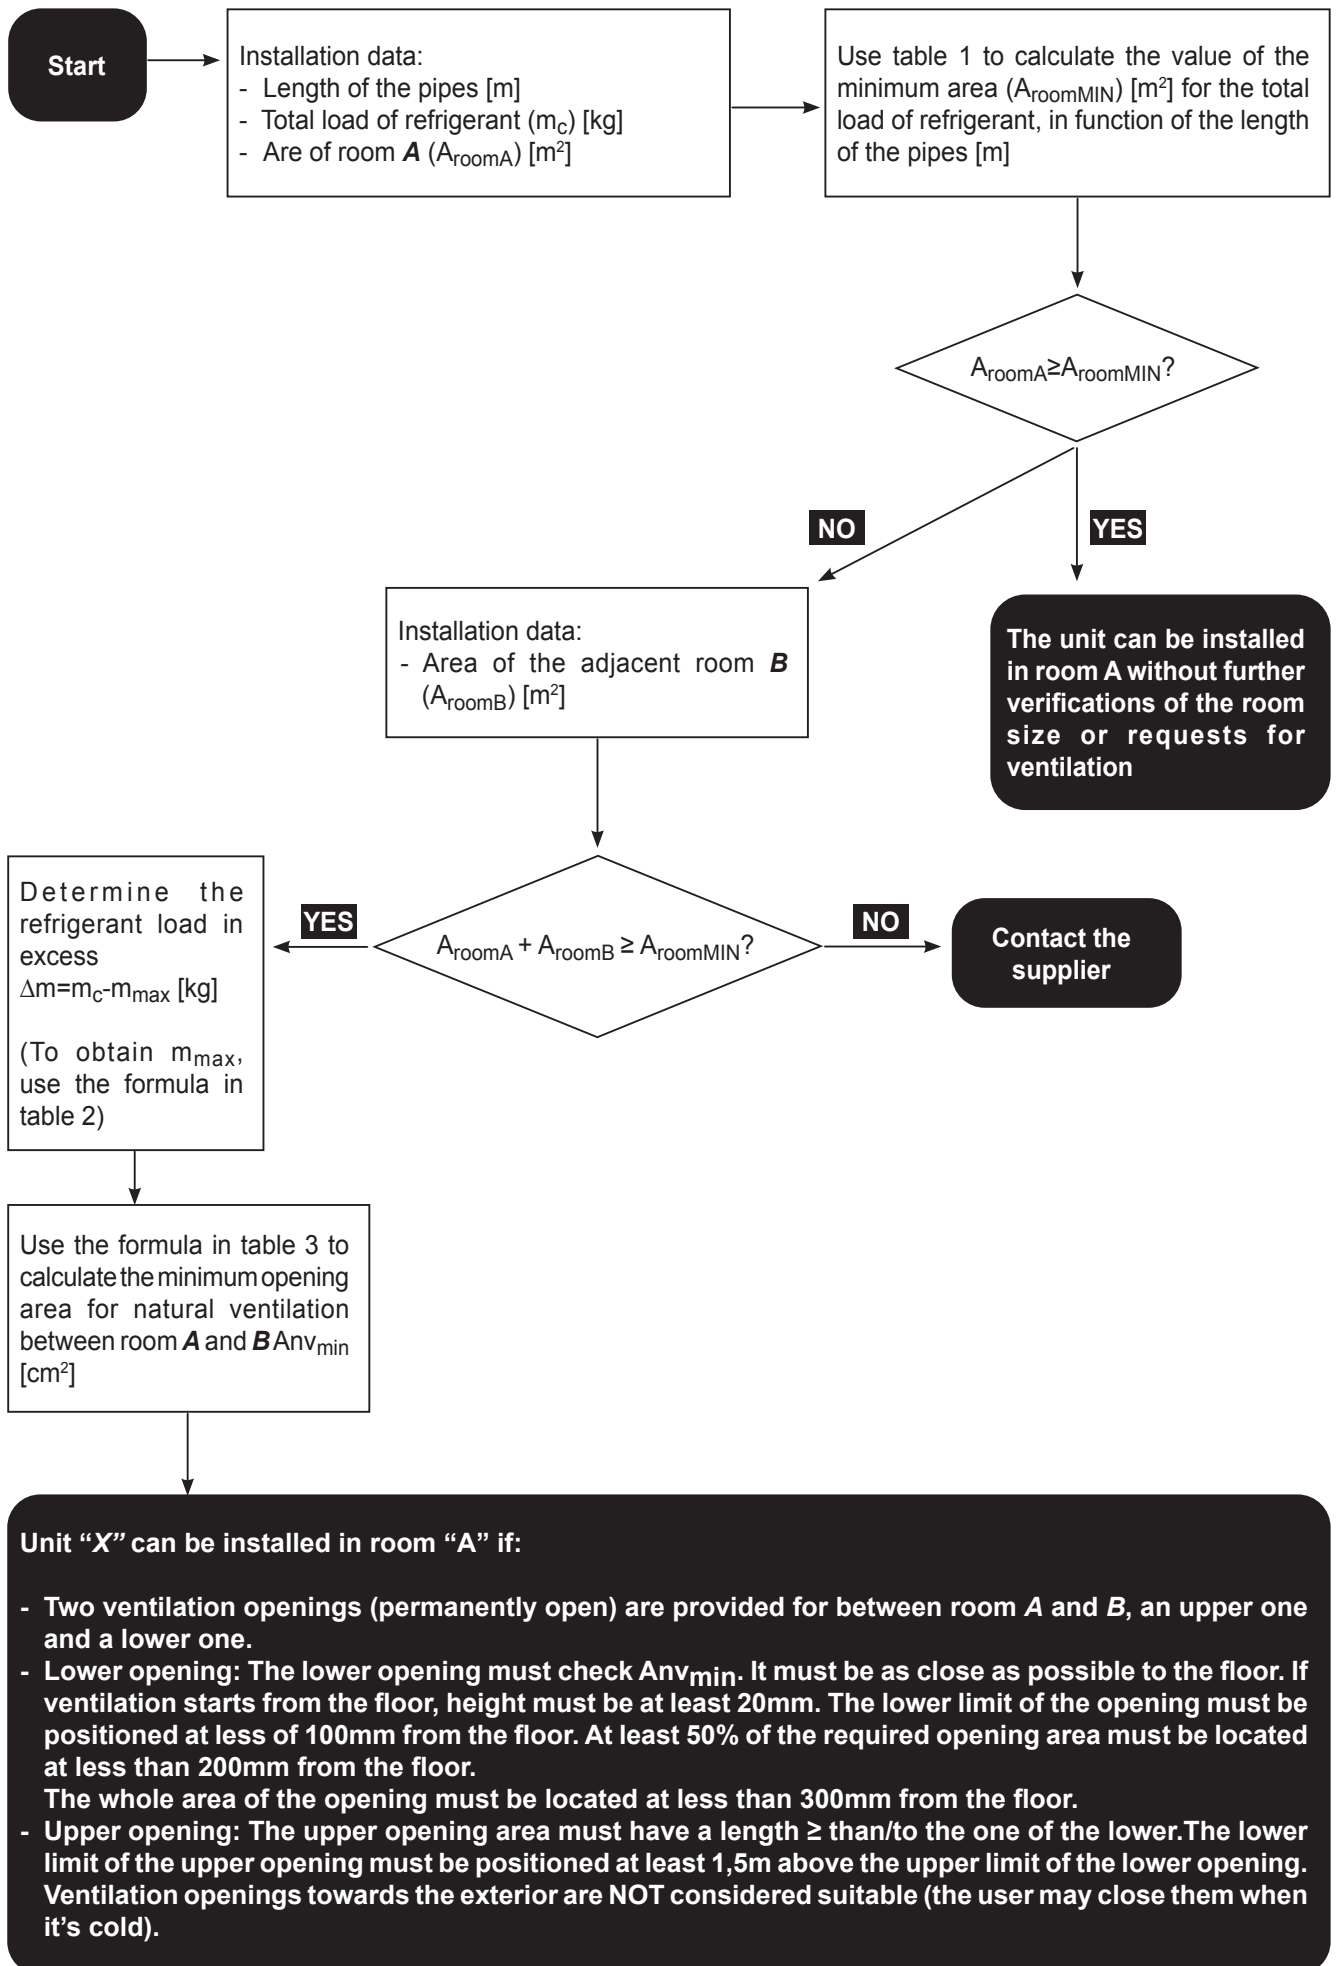 Start
Installation data:
- Length of the pipes [m]
- Total load of refrigerant (mc) [kg]
- Are of room A (AroomA) [m²]
Use table 1 to calculate the value of the
minimum area (AroomMIN) [m²] for the total
load of refrigerant, in function of the length
of the pipes [m]
AroomA≥AroomMIN?
NO
YES
Installation data:
- Area of the adjacent room B
(AroomB) [m²]
The unit can be installed
in room A without further
verifications of the room
size or requests for
ventilation
Determine the
refrigerant load in
excess
Δm=mc-mmax [kg]
(To obtain mmax,
use the formula in
table 2)
YES
AroomA + AroomB ≥ AroomMIN?
NO
Contact the
supplier
Use the formula in table 3 to
calculate the minimum opening
area for natural ventilation
between room A and B Anvmin
[cm²]
Unit “X” can be installed in room “A” if:
- Two ventilation openings (permanently open) are provided for between room A and B, an upper one
and a lower one.
- Lower opening: The lower opening must check Anvmin. It must be as close as possible to the floor. If
ventilation starts from the floor, height must be at least 20mm. The lower limit of the opening must be
positioned at less of 100mm from the floor. At least 50% of the required opening area must be located
at less than 200mm from the floor.
The whole area of the opening must be located at less than 300mm from the floor.
- Upper opening: The upper opening area must have a length ≥ than/to the one of the lower.The lower
limit of the upper opening must be positioned at least 1,5m above the upper limit of the lower opening.
Ventilation openings towards the exterior are NOT considered suitable (the user may close them when
it's cold).